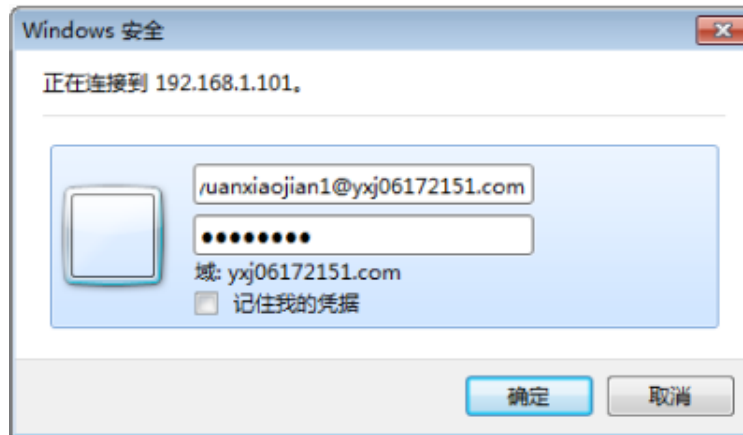 Windows 安全
正在连接到 192.168.1.101。
yuanxiaojian1@yxj06172151.com
●●●●●●●●
域: yxj06172151.com
记住我的凭据
确定
取消